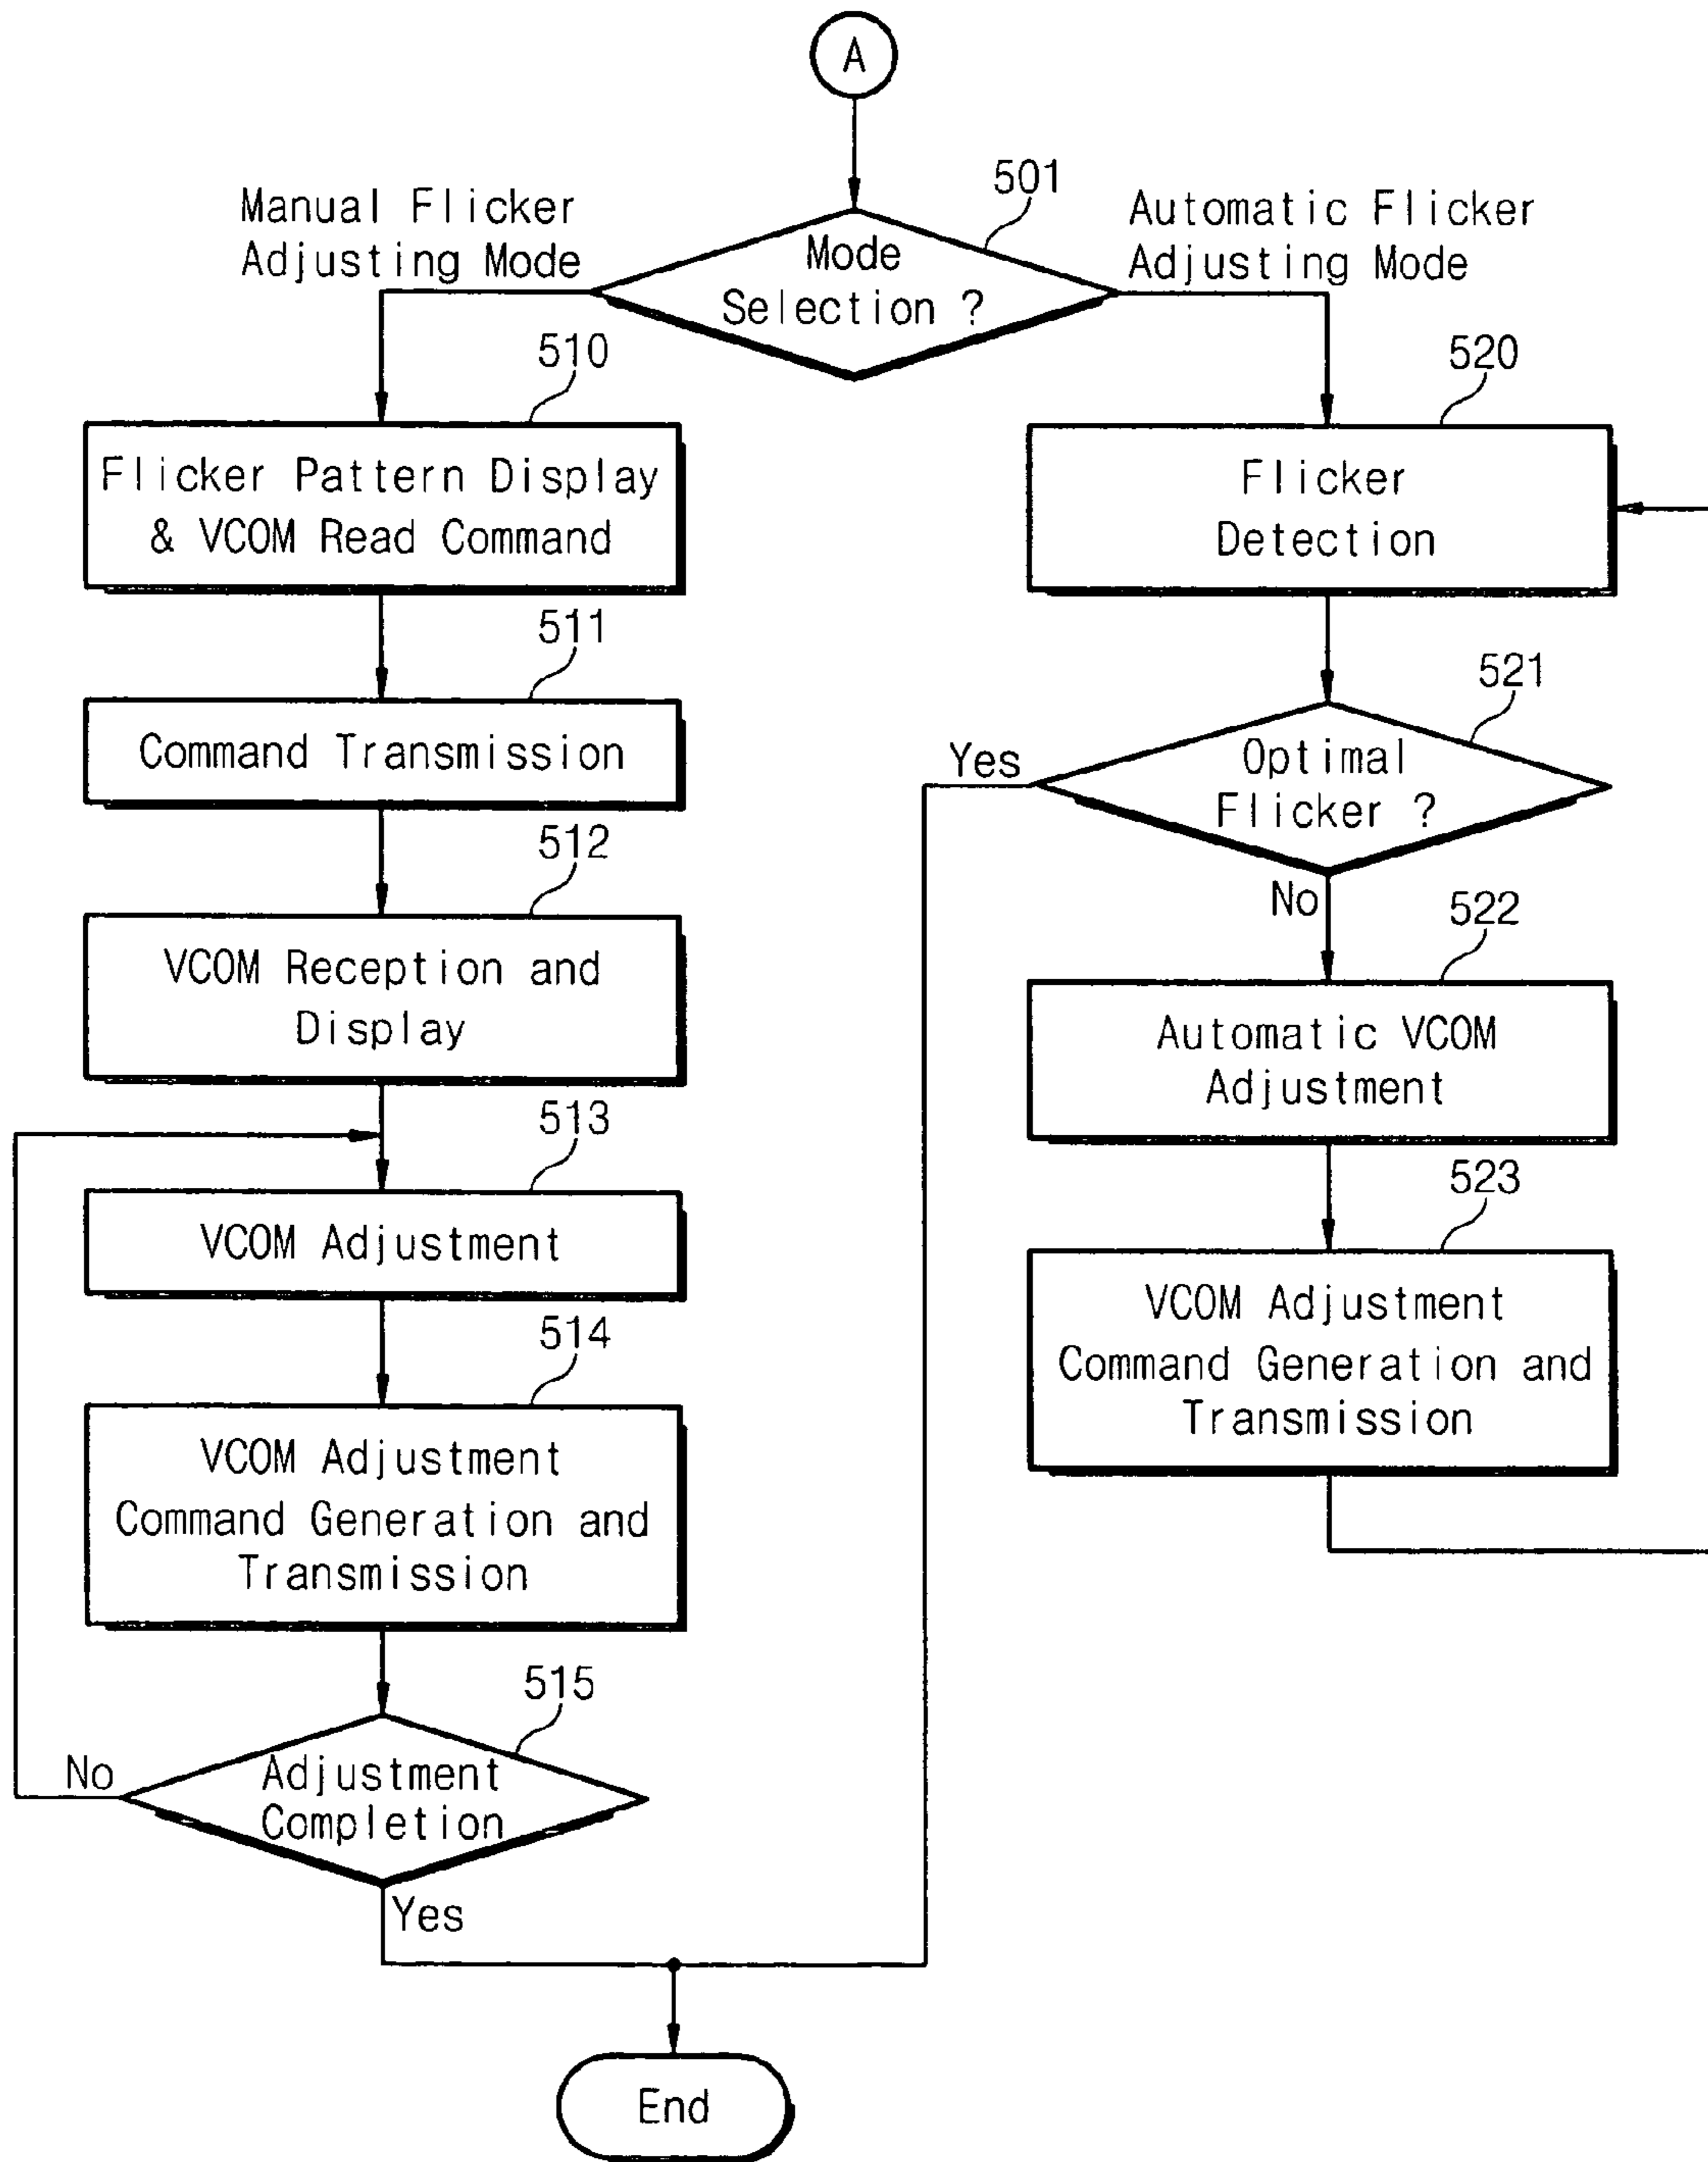 A
501
Manual Flicker
Adjusting Mode
Mode
Selection ?
Automatic Flicker
Adjusting Mode
510
Flicker Pattern Display
& VCOM Read Command
511
Command Transmission
512
VCOM Reception and
Display
513
VCOM Adjustment
514
VCOM Adjustment
Command Generation and
Transmission
515
No
Adjustment
Completion
Yes
520
Flicker
Detection
521
Yes
Optimal
Flicker ?
No
522
Automatic VCOM
Adjustment
523
VCOM Adjustment
Command Generation and
Transmission
End